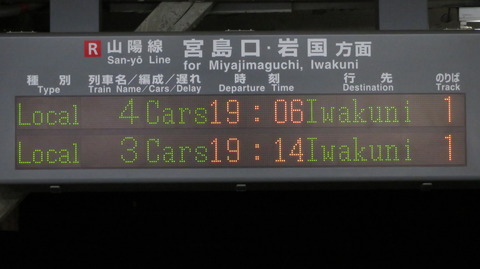 R 山陽線 宮島口・岩国 方面
San-yō Line for Miyajimaguchi, Iwakuni
種別 列車名/編成/遅れ 時刻 行先 のりば
Type Train Name/Cars/Delay Departure Time Destination Track
Local 4 Cars 19:06 Iwakuni 1
Local 3 Cars 19:14 Iwakuni 1